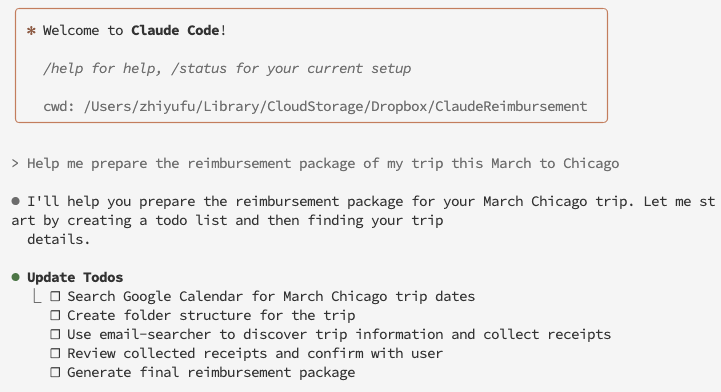 * Welcome to Claude Code!
/help for help, /status for your current setup
cwd: /Users/zhiyufu/Library/CloudStorage/Dropbox/ClaudeReimbursement
> Help me prepare the reimbursement package of my trip this March to Chicago
● I'll help you prepare the reimbursement package for your March Chicago trip. Let me st
art by creating a todo list and then finding your trip
details.
● Update Todos
⎿ ☐ Search Google Calendar for March Chicago trip dates
☐ Create folder structure for the trip
☐ Use email-searcher to discover trip information and collect receipts
☐ Review collected receipts and confirm with user
☐ Generate final reimbursement package